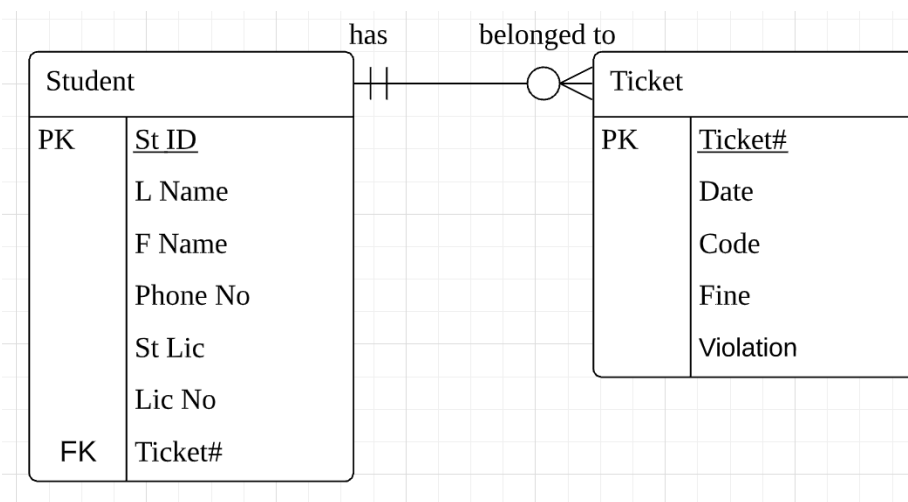 has
belonged to
Student
PK
St ID
L Name
F Name
Phone No
St Lic
Lic No
FK
Ticket#
Ticket
PK
Ticket#
Date
Code
Fine
Violation